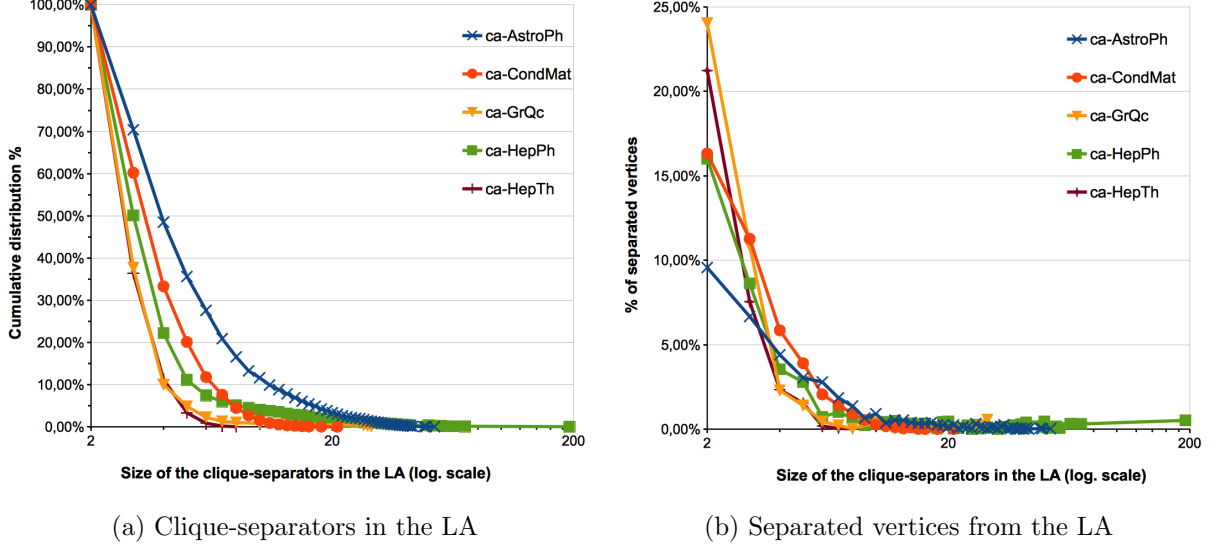 100,00%
90,00%
80,00%
70,00%
60,00%
50,00%
40,00%
30,00%
20,00%
10,00%
0,00%
Cumulative distribution %
ca-AstroPh
ca-CondMat
ca-GrQc
ca-HepPh
ca-HepTh
2
20
200
Size of the clique-separators in the LA (log. scale)
(a) Clique-separators in the LA
25,00%
20,00%
15,00%
10,00%
5,00%
0,00%
% of separated vertices
ca-AstroPh
ca-CondMat
ca-GrQc
ca-HepPh
ca-HepTh
2
20
200
Size of the clique-separators in the LA (log. scale)
(b) Separated vertices from the LA